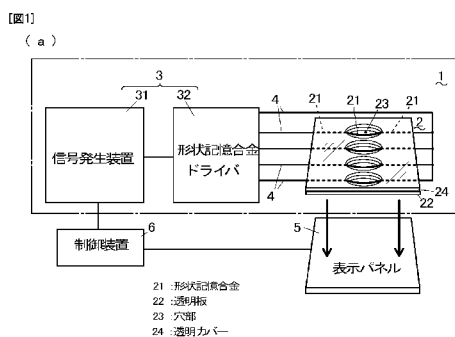 [図1]
(a)
1
3
31
32
4
21
21
23
21
2
信号発生装置
形状記憶合金
ドライバ
4
24
22
6
制御装置
5
表示パネル
21:形状記憶合金
22:透明板
23:穴部
24:透明カバー